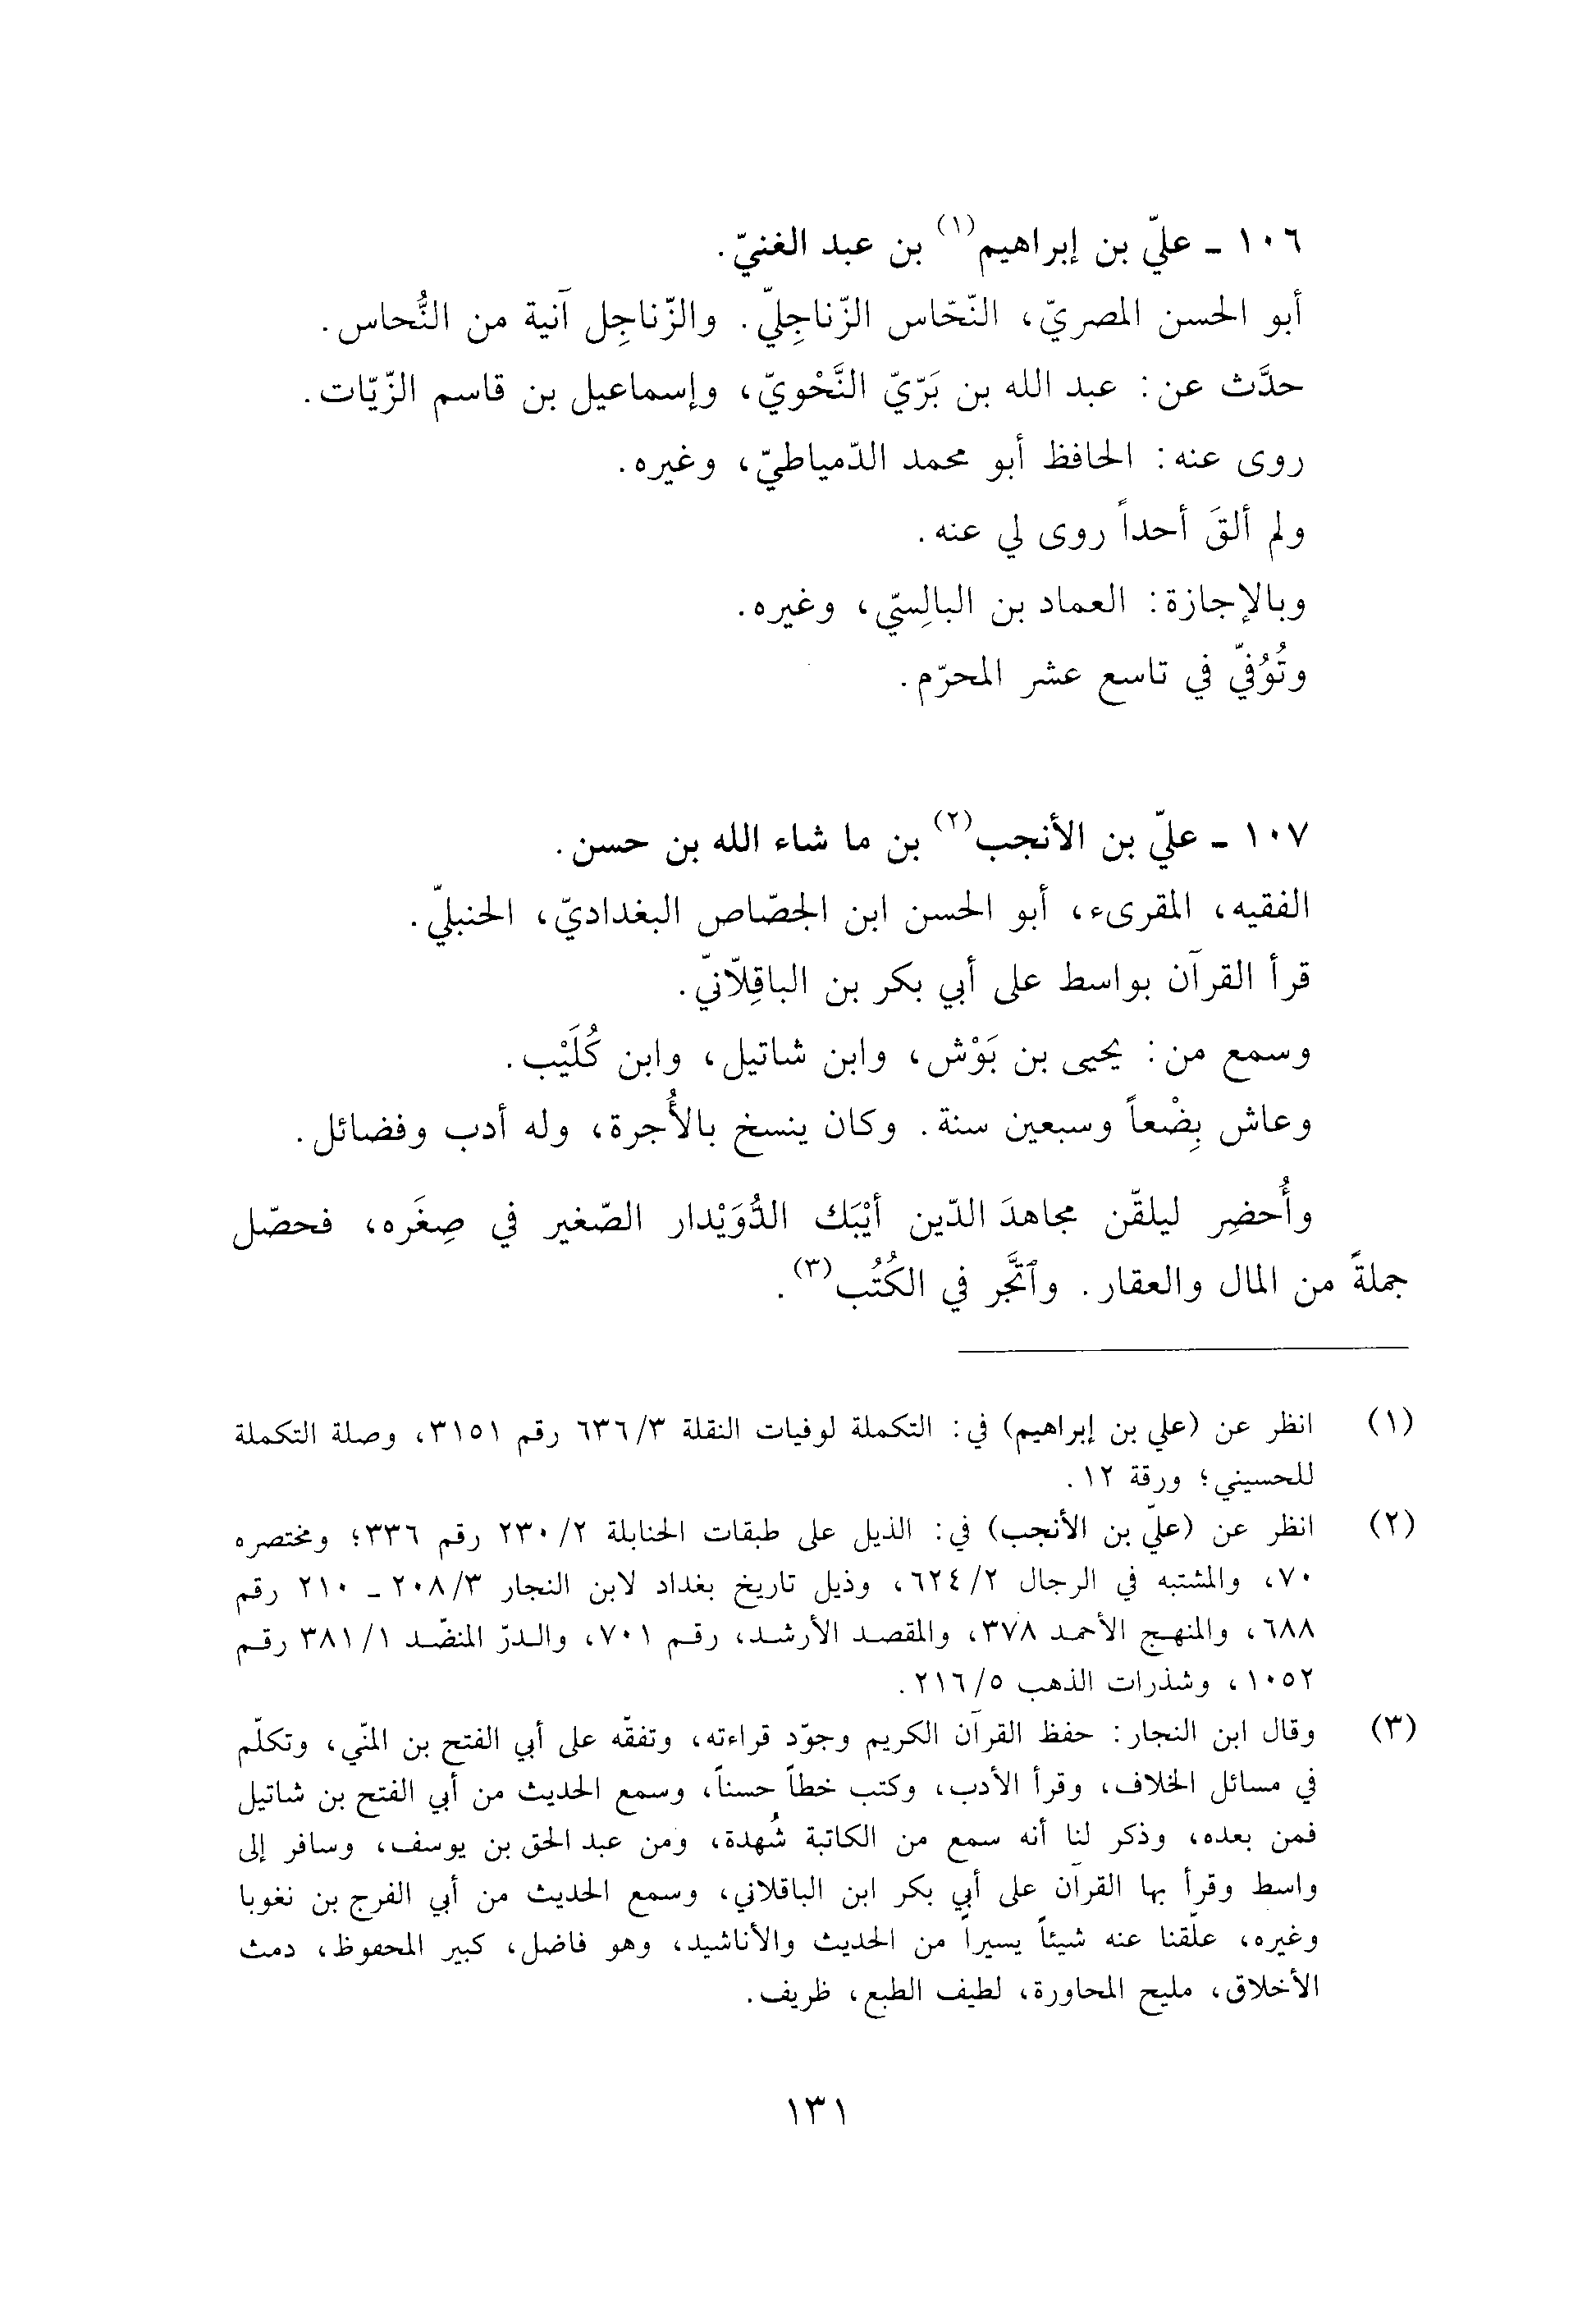 ١٠٦ ـ عليّ بن إبراهيم(١) بن عبد الغنيّ.
أبو الحسن المصريّ، النّحّاس الزّناجِليّ. والزّناجِل آنية من النُّحاس.
حدَّث عن: عبد الله بن بَرّيّ النَّحْويّ، وإسماعيل بن قاسم الزّيّات.
روى عنه: الحافظ أبو محمد الدّمياطيّ، وغيره.
ولم ألقَ أحداً روى لي عنه.
وبالإجازة: العماد بن البالِسيّ، وغيره.
وتُوُفيّ في تاسع عشر المحرّم.
١٠٧ ـ عليّ بن الأنجب(٢) بن ما شاء الله بن حسن.
الفقيه، المقرىء، أبو الحسن ابن الجصّاص البغداديّ، الحنبليّ.
قرأ القرآن بواسط على أبي بكر بن الباقِلّانيّ.
وسمع من: يحيى بن بَوْش، وابن شاتيل، وابن كُلَيْب.
وعاش بِضْعاً وسبعين سنة. وكان ينسخ بالأُجرة، وله أدب وفضائل.
وأُحضِر ليلقّن مجاهدَ الدّين أيْبَك الدُّوَيْدار الصّغير في صِغَره، فحصّل
جملةً من المال والعقار. وٱتَّجر في الكُتُب(٣).
(١) انظر عن (علي بن إبراهيم) في: التكملة لوفيات النقلة ٦٣٦/٣ رقم ٣١٥١، وصلة التكملة
للحسيني؛ ورقة ١٢.
(٢) انظر عن (عليّ بن الأنجب) في: الذيل على طبقات الحنابلة ٢٣٠/٢ رقم ٣٣٦؛ ومختصره
٧٠، والمشتبه في الرجال ٦٢٤/٢، وذيل تاريخ بغداد لابن النجار ٢٠٨/٣ ـ ٢١٠ رقم
٦٨٨، والمنهج الأحمد ٣٧٨، والمقصد الأرشد، رقم ٧٠١، والدرّ المنضّد ٣٨١/١ رقم
١٠٥٢، وشذرات الذهب ٢١٦/٥.
(٣) وقال ابن النجار: حفظ القرآن الكريم وجوّد قراءته، وتفقّه على أبي الفتح بن المنّي، وتكلّم
في مسائل الخلاف، وقرأ الأدب، وكتب خطاً حسناً، وسمع الحديث من أبي الفتح بن شاتيل
فمن بعده، وذكر لنا أنه سمع من الكاتبة شُهدة، ومن عبد الحق بن يوسف، وسافر إلى
واسط وقرأ بها القرآن على أبي بكر ابن الباقلاني، وسمع الحديث من أبي الفرج بن نغوبا
وغيره، علّقنا عنه شيئاً يسيراً من الحديث والأناشيد، وهو فاضل، كبير المحفوظ، دمث
الأخلاق، مليح المحاورة، لطيف الطبع، ظريف.
١٣١